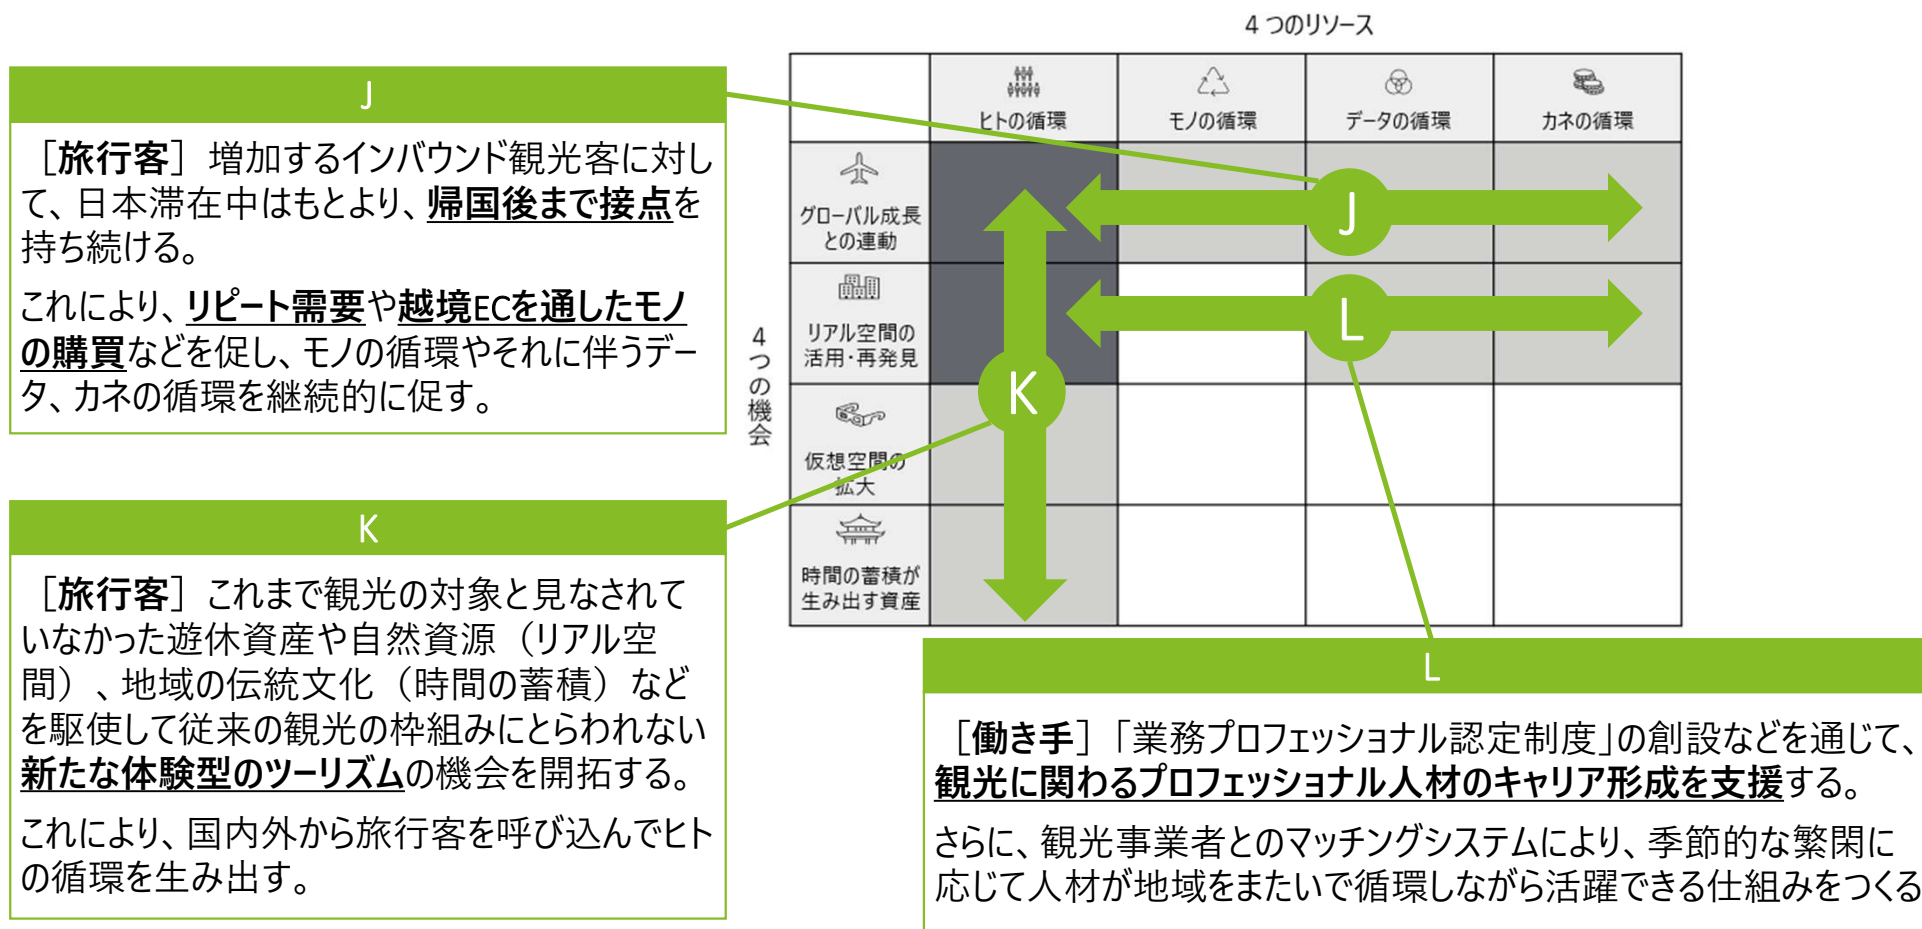 4 つのリソース
ヒトの循環
モノの循環
データの循環
カネの循環
4つの機会
グローバル成長
との連動
リアル空間の
活用・再発見
仮想空間の
拡大
時間の蓄積が
生み出す資産
J
L
K
J
［旅行客］増加するインバウンド観光客に対し
て、日本滞在中はもとより、帰国後まで接点を
持ち続ける。
これにより、リピート需要や越境ECを通したモノ
の購買などを促し、モノの循環やそれに伴うデー
タ、カネの循環を継続的に促す。
K
［旅行客］これまで観光の対象と見なされて
いなかった遊休資産や自然資源（リアル空
間）、地域の伝統文化（時間の蓄積）など
を駆使して従来の観光の枠組みにとらわれない
新たな体験型のツーリズムの機会を開拓する。
これにより、国内外から旅行客を呼び込んでヒト
の循環を生み出す。
L
［働き手］「業務プロフェッショナル認定制度」の創設などを通じて、
観光に関わるプロフェッショナル人材のキャリア形成を支援する。
さらに、観光事業者とのマッチングシステムにより、季節的な繁閑に
応じて人材が地域をまたいで循環しながら活躍できる仕組みをつくる